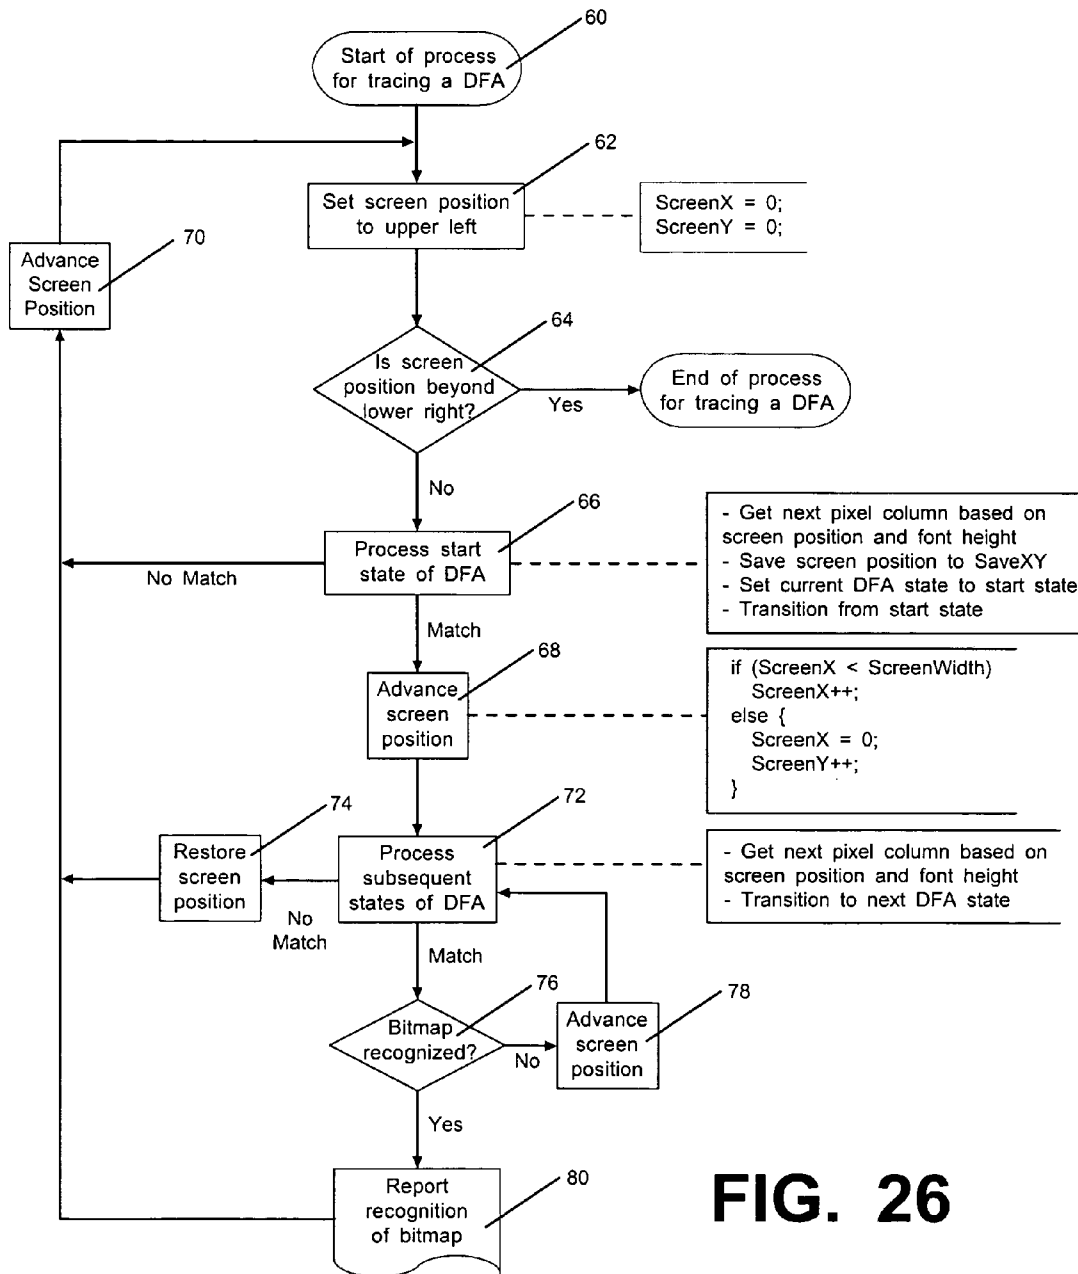 60
Start of process
for tracing a DFA
62
Set screen position
to upper left
ScreenX = 0;
ScreenY = 0;
70
Advance
Screen
Position
64
Is screen
position beyond
lower right?
Yes
End of process
for tracing a DFA
No
66
Process start
state of DFA
No Match
- Get next pixel column based on
screen position and font height
- Save screen position to SaveXY
- Set current DFA state to start state
- Transition from start state
Match
68
Advance
screen
position
if (ScreenX < ScreenWidth)
ScreenX++;
else {
ScreenX = 0;
ScreenY++;
}
74
Restore
screen
position
72
Process
subsequent
states of DFA
- Get next pixel column based on
screen position and font height
- Transition to next DFA state
No
Match
Match
76
Bitmap
recognized?
No
78
Advance
screen
position
Yes
80
Report
recognition
of bitmap
FIG. 26